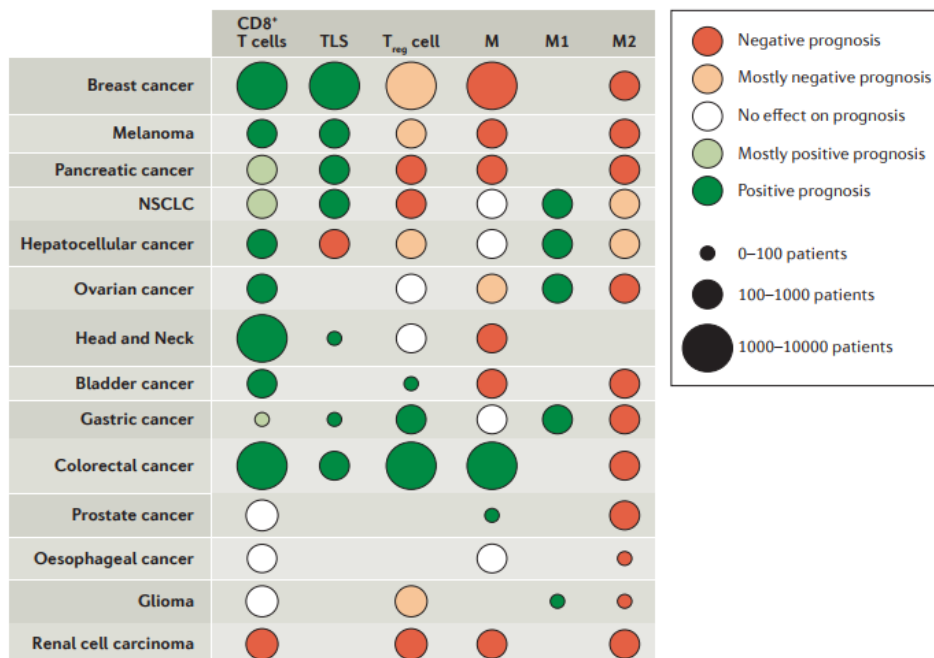 CD8⁺
T cells TLS T_reg cell M M1 M2
Breast cancer
Melanoma
Pancreatic cancer
NSCLC
Hepatocellular cancer
Ovarian cancer
Head and Neck
Bladder cancer
Gastric cancer
Colorectal cancer
Prostate cancer
Oesophageal cancer
Glioma
Renal cell carcinoma
Negative prognosis
Mostly negative prognosis
No effect on prognosis
Mostly positive prognosis
Positive prognosis
0–100 patients
100–1000 patients
1000–10000 patients